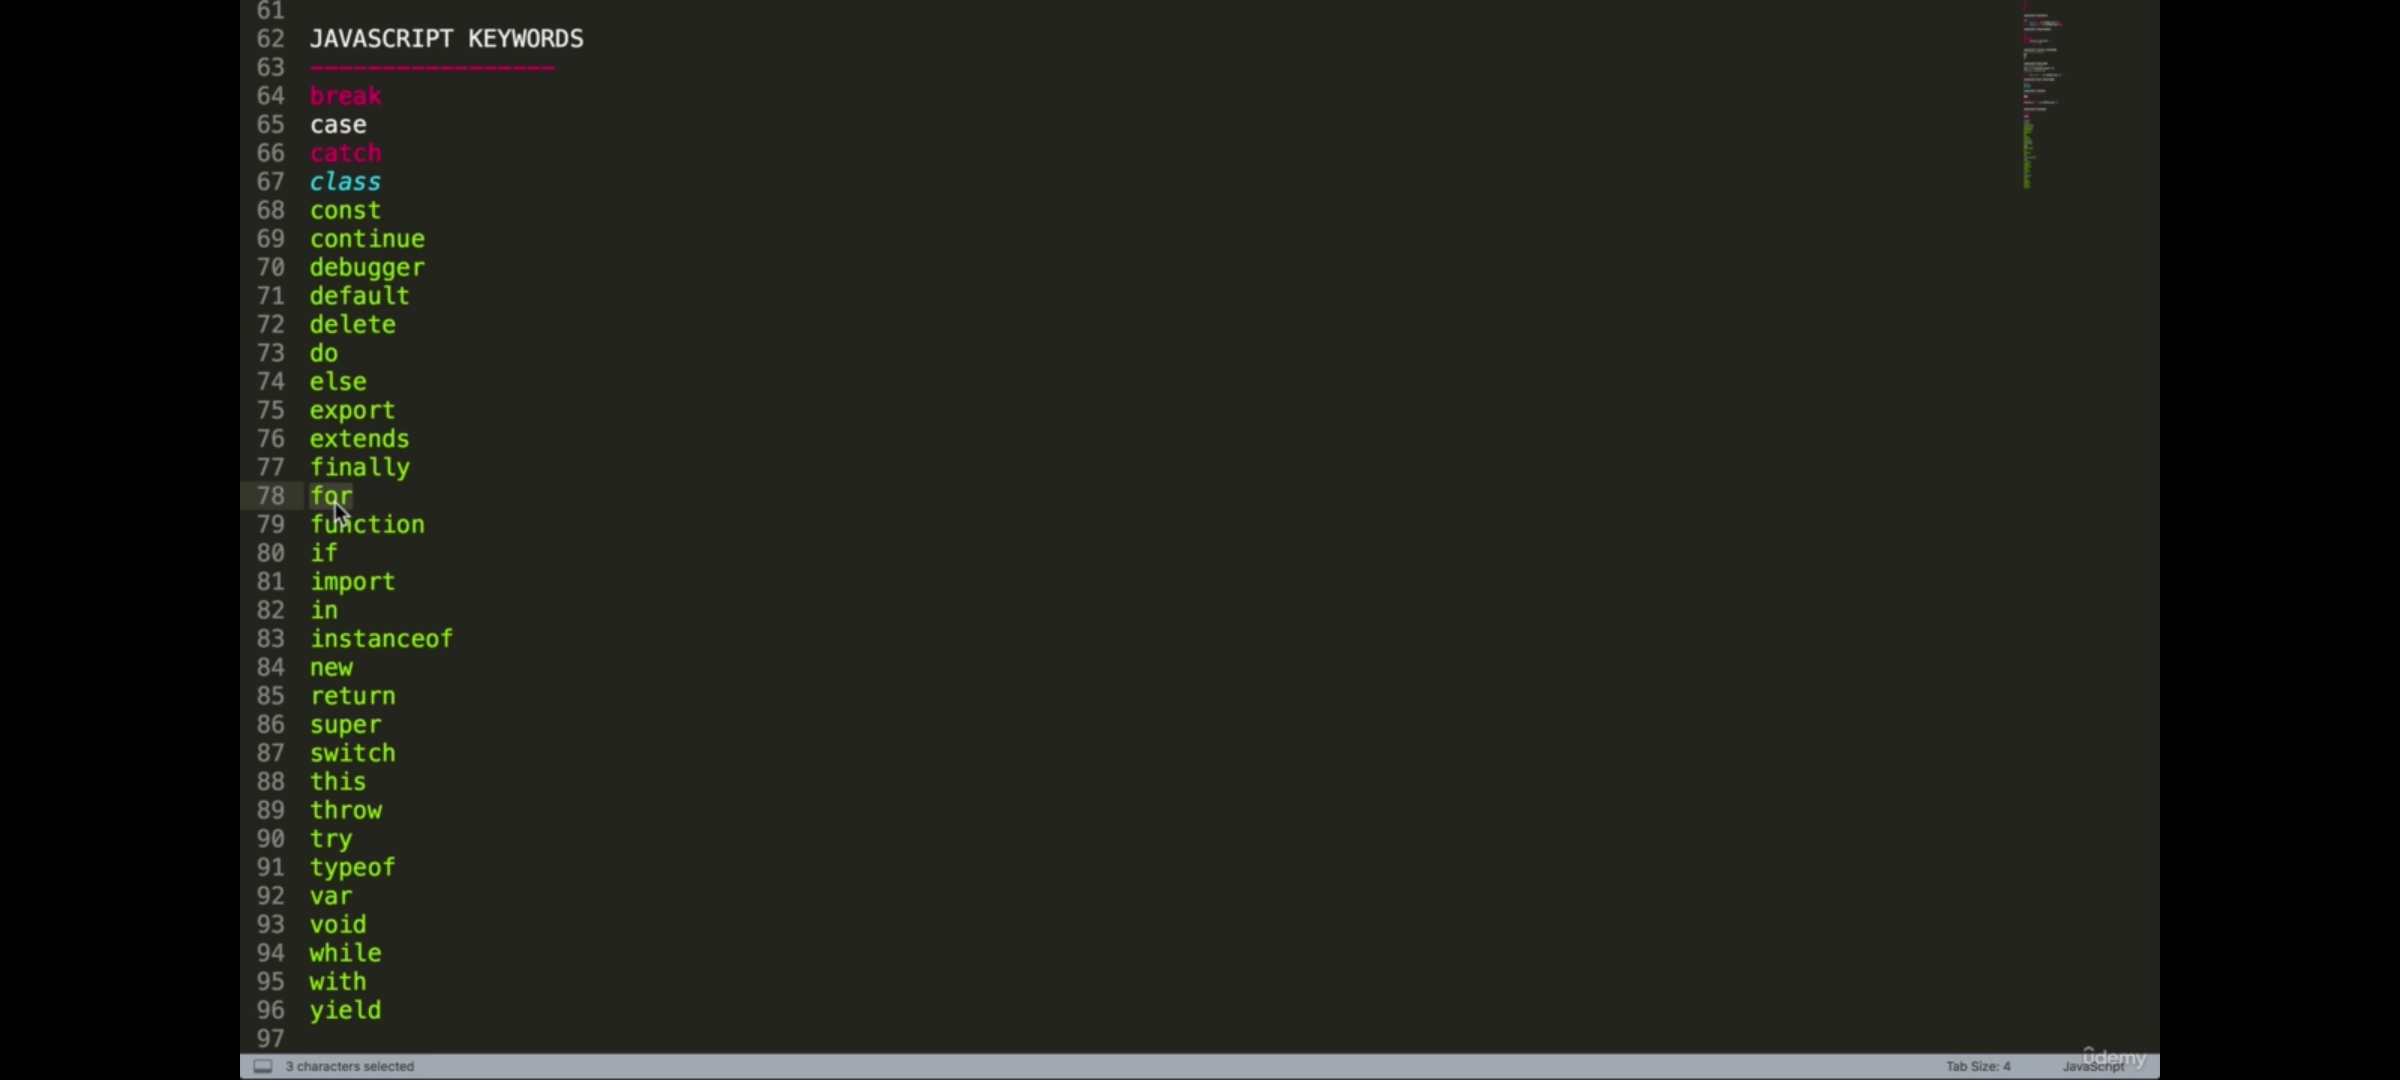 61
62 JAVASCRIPT KEYWORDS
63 -----------------
64 break
65 case
66 catch
67 class
68 const
69 continue
70 debugger
71 default
72 delete
73 do
74 else
75 export
76 extends
77 finally
78 for
79 function
80 if
81 import
82 in
83 instanceof
84 new
85 return
86 super
87 switch
88 this
89 throw
90 try
91 typeof
92 var
93 void
94 while
95 with
96 yield
97
3 characters selected Tab Size: 4 JavaScript
udemy